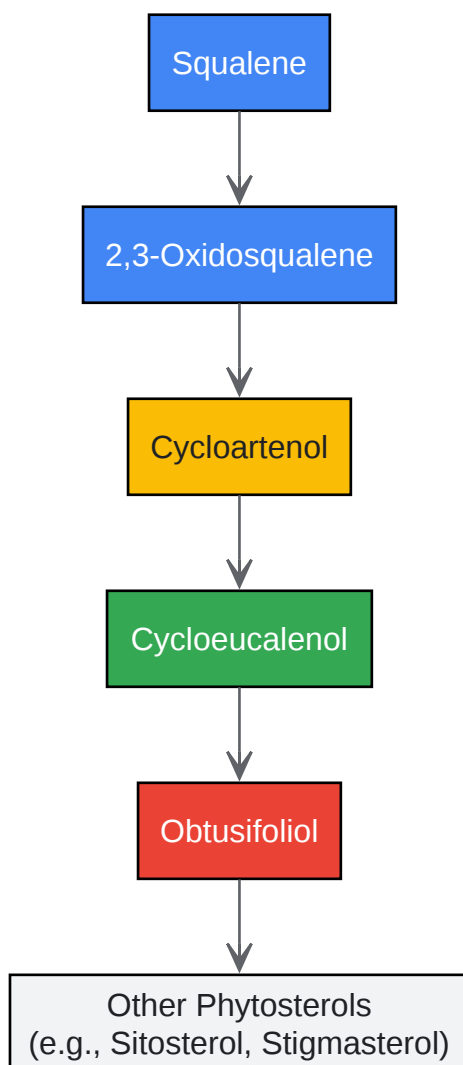 Squalene
2,3-Oxidosqualene
Cycloartenol
Cycloeucalenol
Obtusifoliol
Other Phytosterols
(e.g., Sitosterol, Stigmasterol)